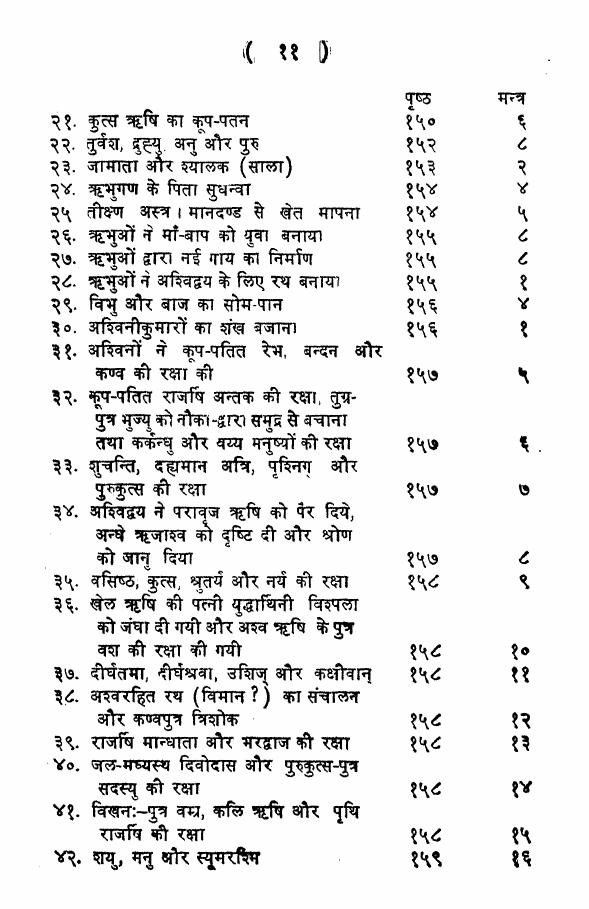 ( ११ )
पृष्ठ मन्त्र
२१. कुत्स ऋषि का कूप-पतन १५० ६
२२. तुर्वश, द्रुह्यु, अनु और पुरु १५२ ८
२३. जामाता और श्यालक (साला) १५३ २
२४. ऋभुगण के पिता सुधन्वा १५४ ४
२५ तीक्ष्ण अस्त्र । मानदण्ड से खेत मापना १५४ ५
२६. ऋभुओं ने माँ-बाप को युवा बनाया १५५ ८
२७. ऋभुओं द्वारा नई गाय का निर्माण १५५ ८
२८. ऋभुओं ने अश्विद्वय के लिए रथ बनाया १५५ १
२९. विभु और बाज का सोम-पान १५६ ४
३०. अश्विनीकुमारों का शंख बजाना १५६ १
३१. अश्विनों ने कूप-पतित रेभ, बन्दन और
कण्व की रक्षा की १५७ ५
३२. कूप-पतित राजर्षि अन्तक की रक्षा, तुग्र-
पुत्र भुज्यु को नौका-द्वारा समुद्र से बचाना
तथा कर्कन्धु और वय्य मनुष्यों की रक्षा १५७ ६
३३. शुचन्ति, दह्यमान अत्रि, पृश्निगु और
पुरुकुत्स की रक्षा १५७ ७
३४. अश्विद्वय ने परावृज ऋषि को पैर दिये,
अन्धे ऋजाश्व को दृष्टि दी और श्रोण
को जानु दिया १५७ ८
३५. वसिष्ठ, कुत्स, श्रुतर्य और नर्य की रक्षा १५८ ९
३६. खेल ऋषि की पत्नी युद्धार्थिनी विश्पला
को जंघा दी गयी और अश्व ऋषि के पुत्र
वश की रक्षा की गयी १५८ १०
३७. दीर्घतमा, दीर्घश्रवा, उशिज् और कक्षीवान् १५८ ११
३८. अश्वरहित रथ (विमान ?) का संचालन
और कण्वपुत्र त्रिशोक १५८ १२
३९. राजर्षि मान्धाता और भरद्वाज की रक्षा १५८ १३
४०. जल-मध्यस्थ दिवोदास और पुरुकुत्स-पुत्र
सदस्यु की रक्षा १५८ १४
४१. विखनः-पुत्र वम्र, कलि ऋषि और पृथि
राजर्षि की रक्षा १५८ १५
४२. शयु, मनु और स्यूमरश्मि १५९ १६